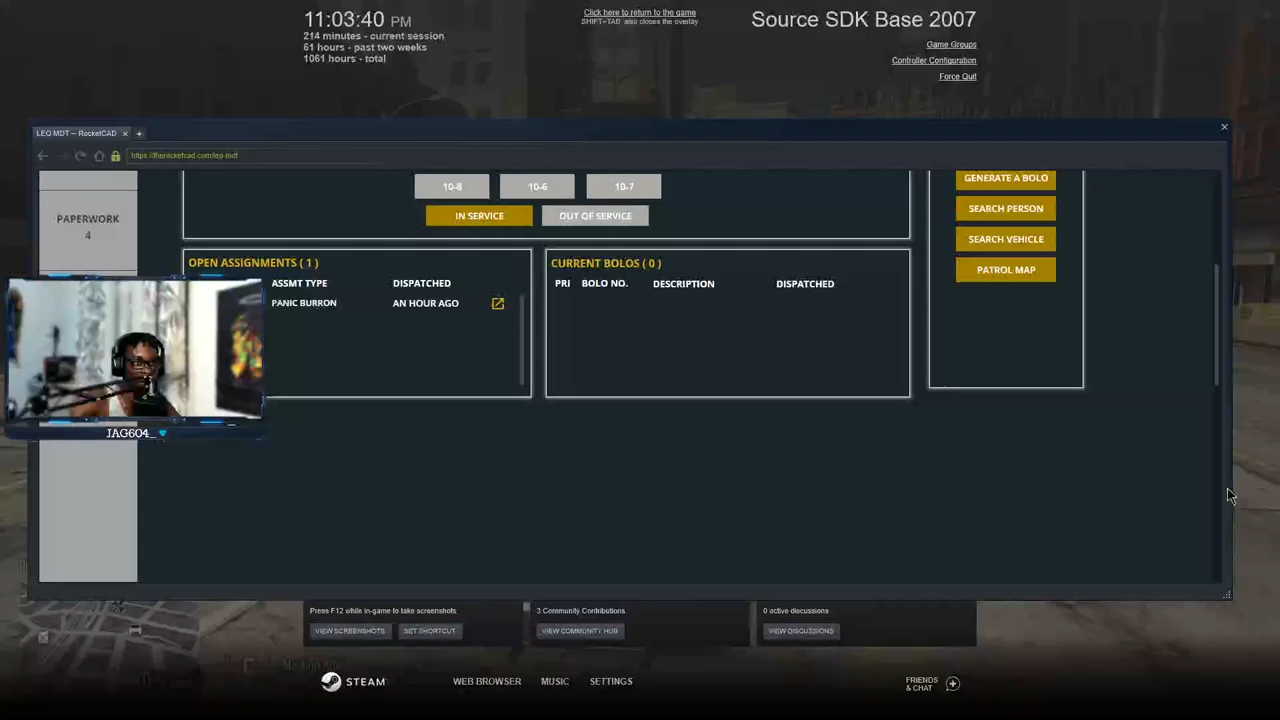 11:03:40 PM
214 minutes - current session
61 hours - past two weeks
1061 hours - total
Click here to return to the game
SHIFT+TAB also closes the overlay
Source SDK Base 2007
Game Groups
Controller Configuration
Force Quit
LEO MDT – RocketCAD × +
https://therocketcad.com/leo-mdt
PAPERWORK
4
10-8 10-6 10-7
IN SERVICE OUT OF SERVICE
GENERATE A BOLO
SEARCH PERSON
SEARCH VEHICLE
PATROL MAP
OPEN ASSIGNMENTS ( 1 )
ASSMT TYPE DISPATCHED
PANIC BURRON AN HOUR AGO
CURRENT BOLOS ( 0 )
PRI BOLO NO. DESCRIPTION DISPATCHED
JAG604_
Press F12 while in-game to take screenshots
VIEW SCREENSHOTS SET SHORTCUT
3 Community Contributions
VIEW COMMUNITY HUB
0 active discussions
VIEW DISCUSSIONS
STEAM WEB BROWSER MUSIC SETTINGS
FRIENDS
& CHAT